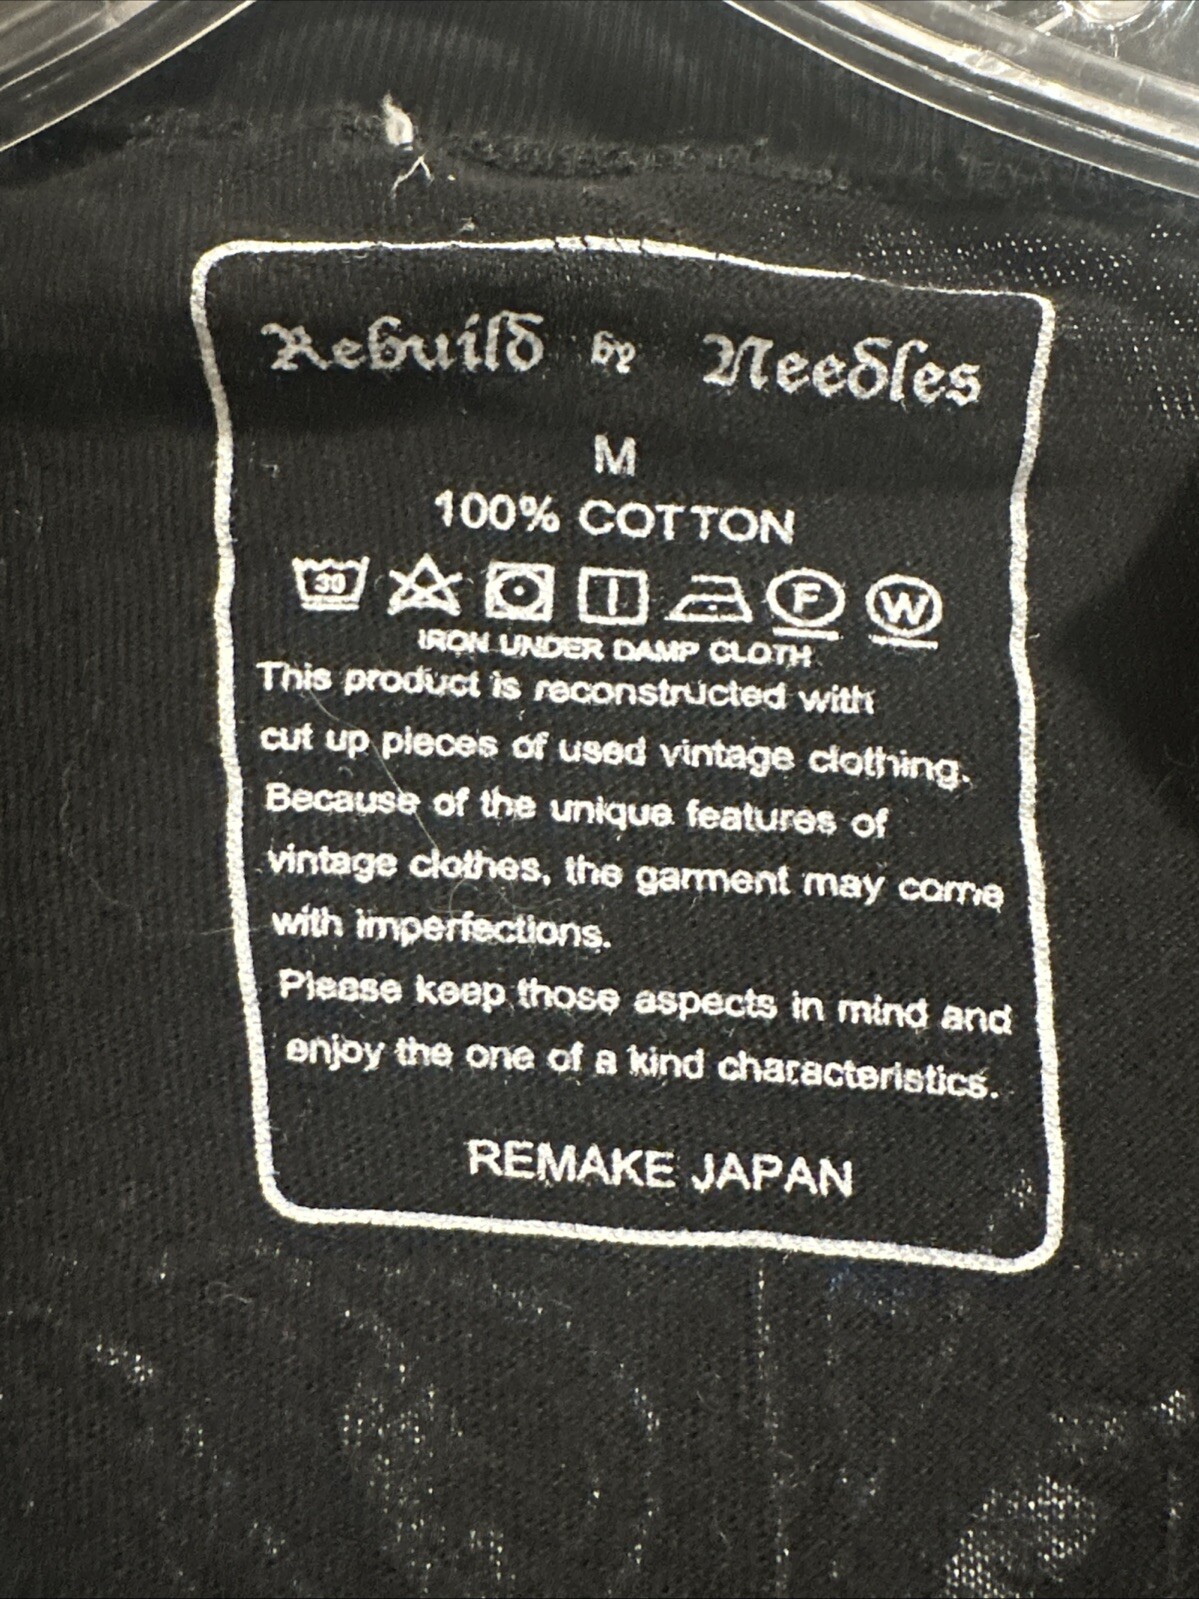 Rebuild by Needles
M
100% COTTON
30 F W
IRON UNDER DAMP CLOTH
This product is reconstructed with
cut up pieces of used vintage clothing.
Because of the unique features of
vintage clothes, the garment may come
with imperfections.
Please keep those aspects in mind and
enjoy the one of a kind characteristics.
REMAKE JAPAN